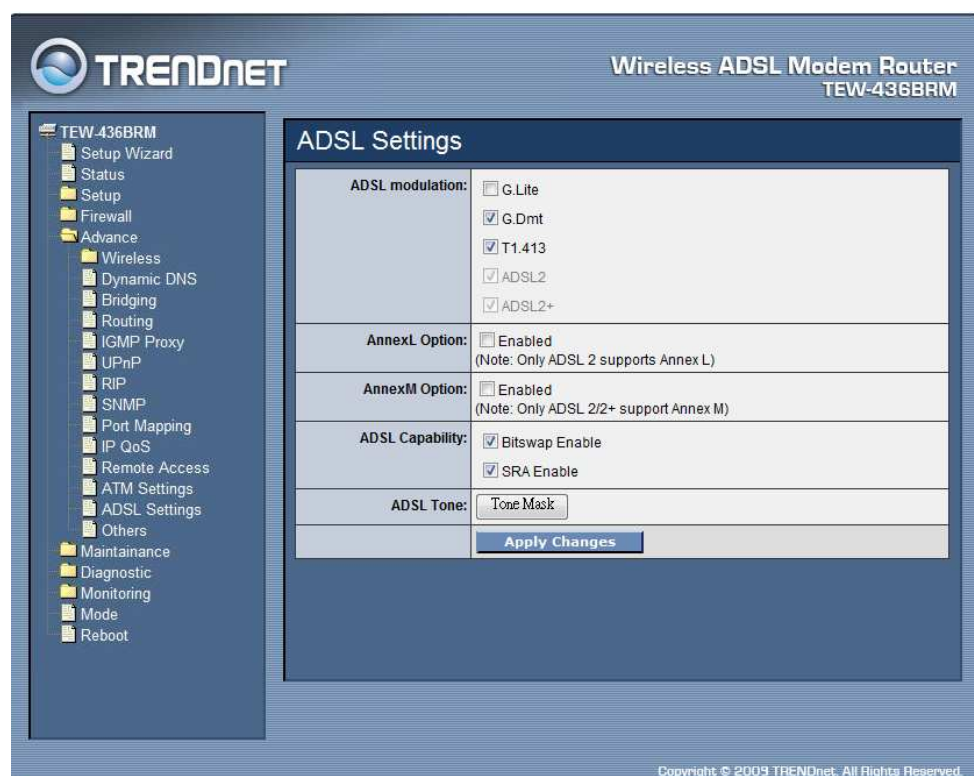 TRENDNET
Wireless ADSL Modem Router
TEW-436BRM
TEW-436BRM
Setup Wizard
Status
Setup
Firewall
Advance
Wireless
Dynamic DNS
Bridging
Routing
IGMP Proxy
UPnP
RIP
SNMP
Port Mapping
IP QoS
Remote Access
ATM Settings
ADSL Settings
Others
Maintainance
Diagnostic
Monitoring
Mode
Reboot
ADSL Settings
ADSL modulation:
G.Lite
G.Dmt
T1.413
ADSL2
ADSL2+
AnnexL Option:
Enabled
(Note: Only ADSL 2 supports Annex L)
AnnexM Option:
Enabled
(Note: Only ADSL 2/2+ support Annex M)
ADSL Capability:
Bitswap Enable
SRA Enable
ADSL Tone:
Tone Mask
Apply Changes
Copyright © 2009 TRENDnet. All Rights Reserved.